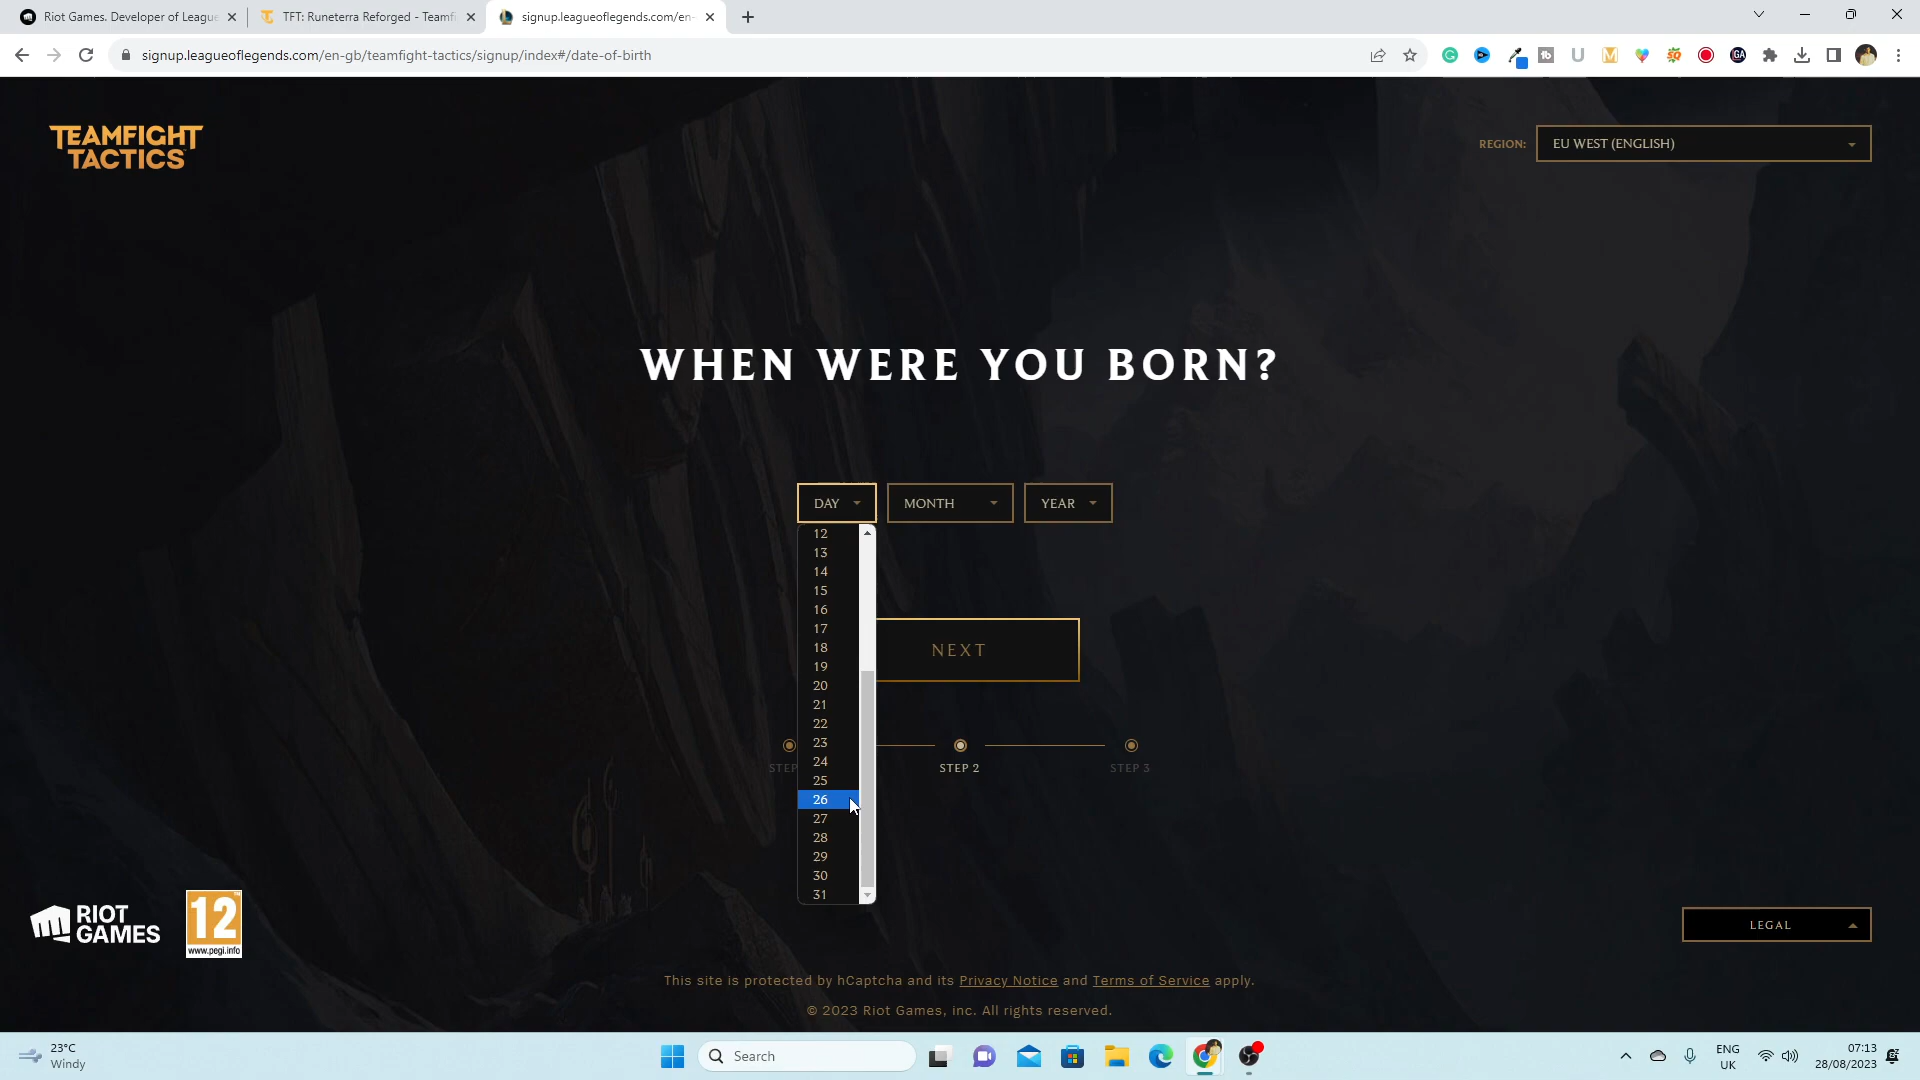 Riot Games. Developer of League
TFT: Runeterra Reforged - Teamfi
signup.leagueoflegends.com/en-
signup.leagueoflegends.com/en-gb/teamfight-tactics/signup/index#/date-of-birth
TEAMFIGHT
TACTICS
REGION:
EU WEST (ENGLISH)
WHEN WERE YOU BORN?
DAY
MONTH
YEAR
12
13
14
15
16
17
18
19
20
21
22
23
24
25
26
27
28
29
30
31
NEXT
STEP
STEP 2
STEP 3
RIOT
GAMES
12
www.pegi.info
LEGAL
This site is protected by hCaptcha and its Privacy Notice and Terms of Service apply.
© 2023 Riot Games, inc. All rights reserved.
23°C
Windy
Search
ENG
UK
07:13
28/08/2023